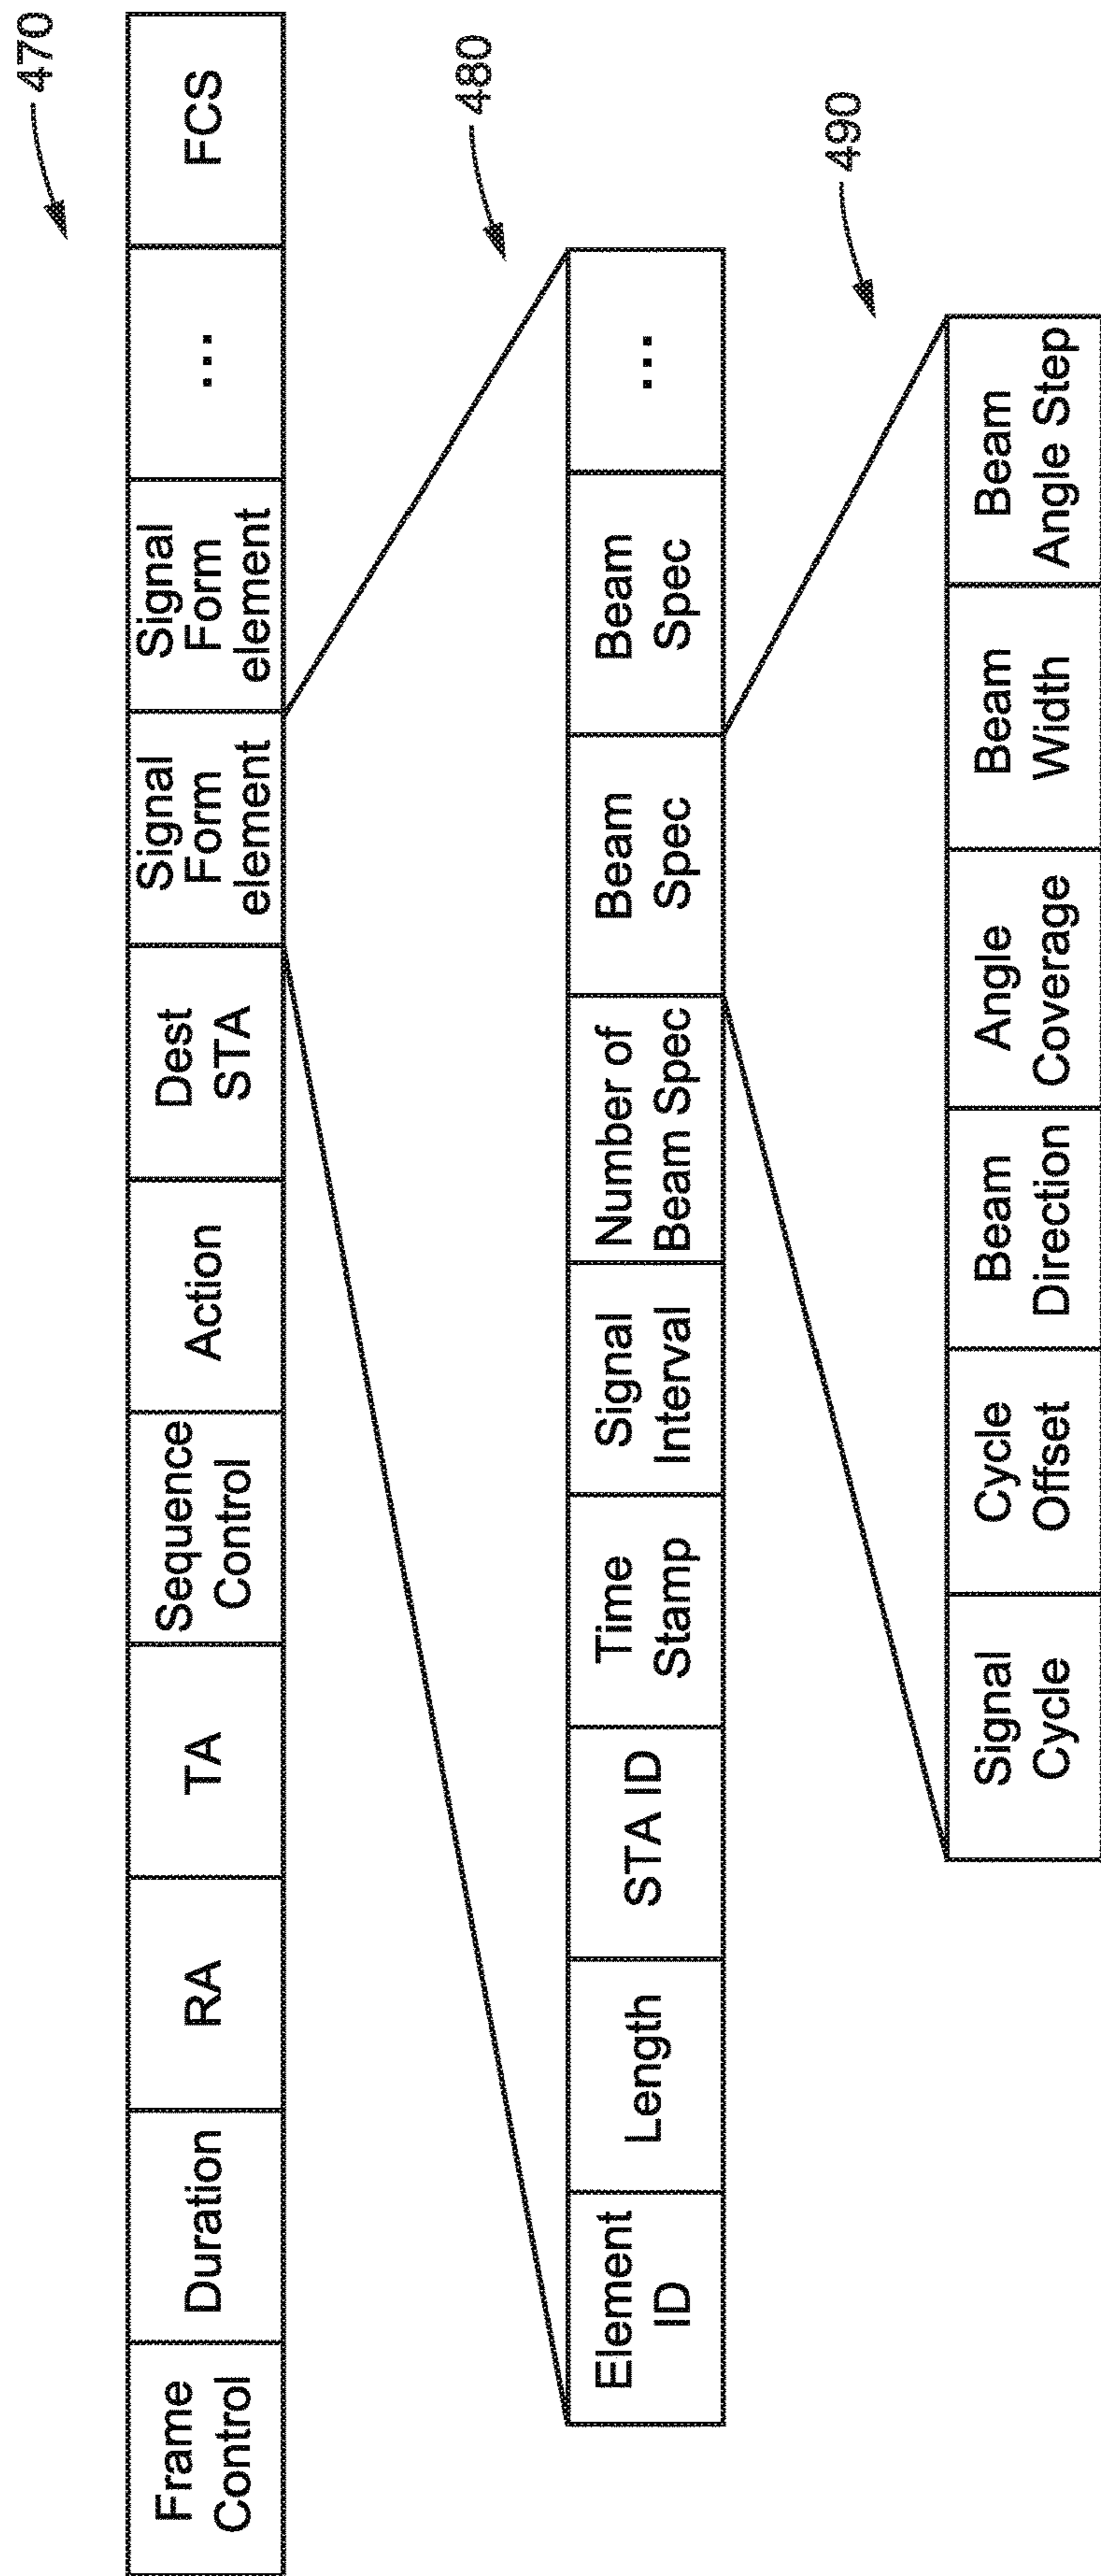 470
Frame
Control
Duration
RA
TA
Sequence
Control
Action
Dest
STA
Signal
Form
element
Signal
Form
element
...
FCS
480
Element
ID
Length
STA ID
Time
Stamp
Signal
Interval
Number of
Beam Spec
Beam
Spec
Beam
Spec
...
490
Signal
Cycle
Cycle
Offset
Beam
Direction
Angle
Coverage
Beam
Width
Beam
Angle Step